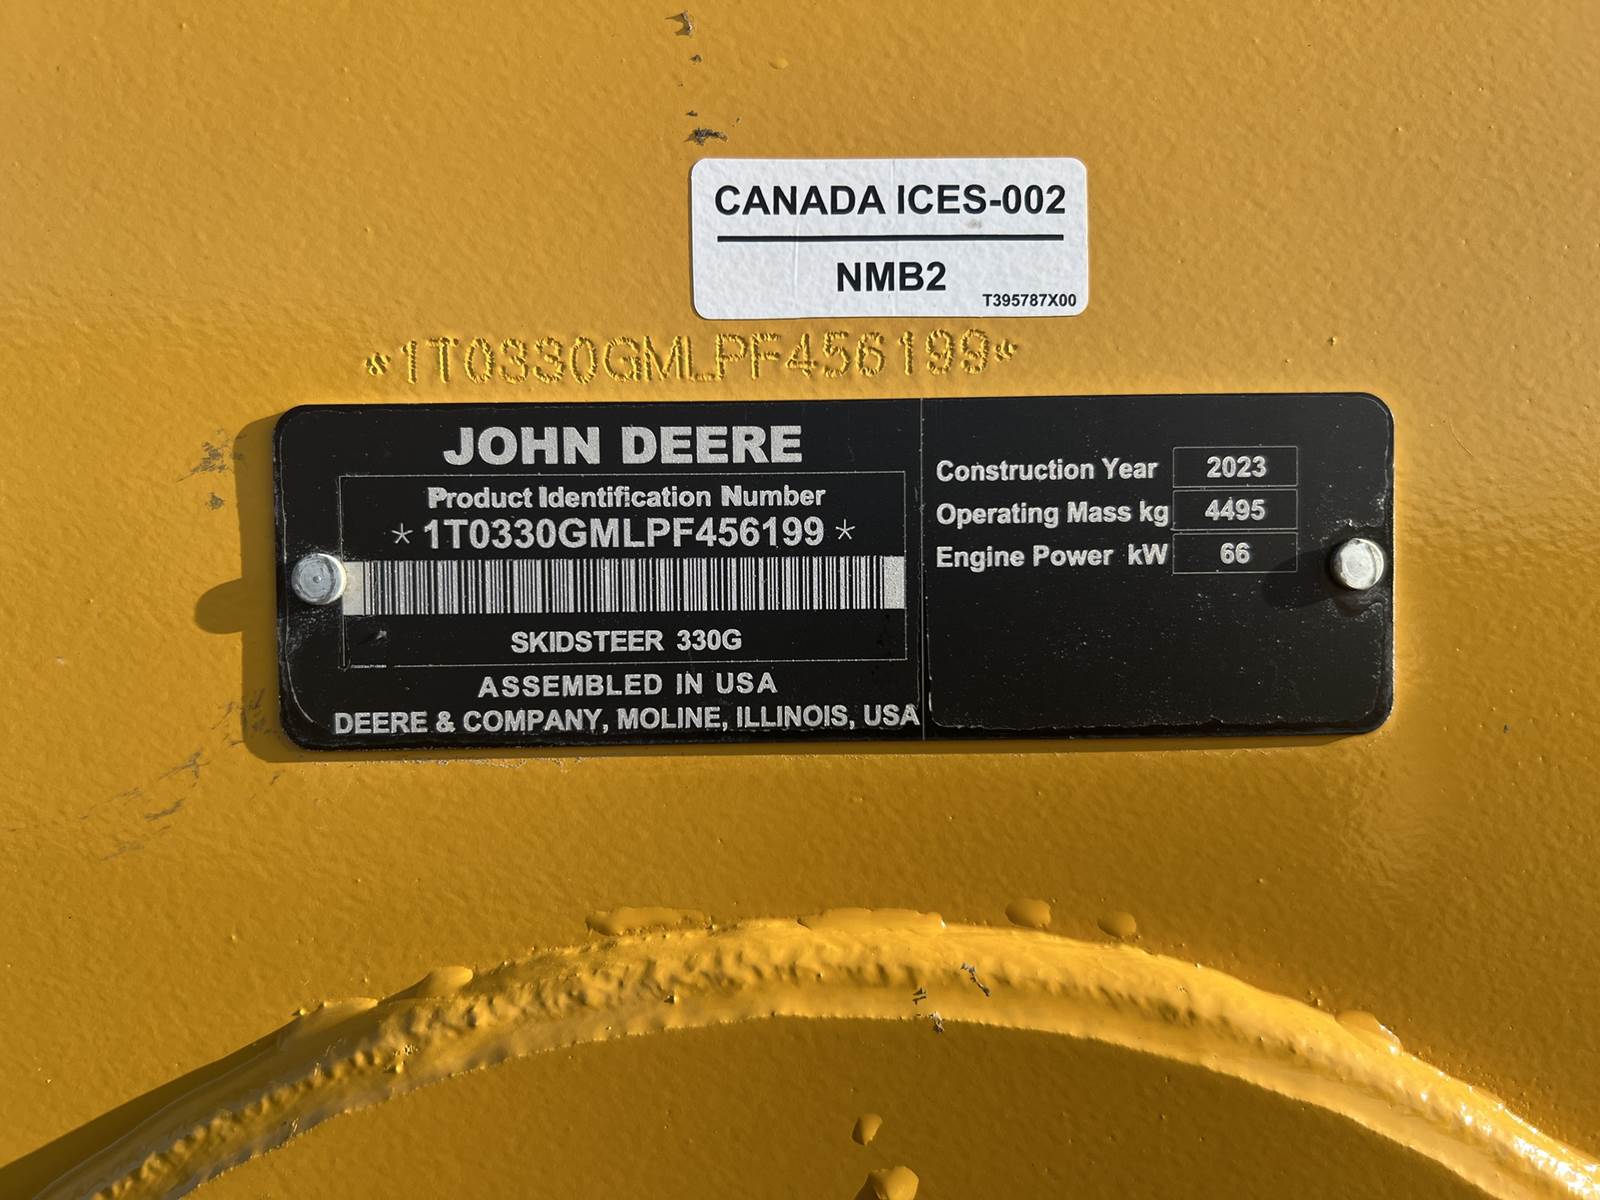 CANADA ICES-002
NMB2
T395787X00
*1T0330GMLPF456199*
JOHN DEERE
Product Identification Number
*1T0330GMLPF456199*
SKIDSTEER 330G
ASSEMBLED IN USA
DEERE & COMPANY, MOLINE, ILLINOIS, USA
Construction Year 2023
Operating Mass kg 4495
Engine Power kW 66